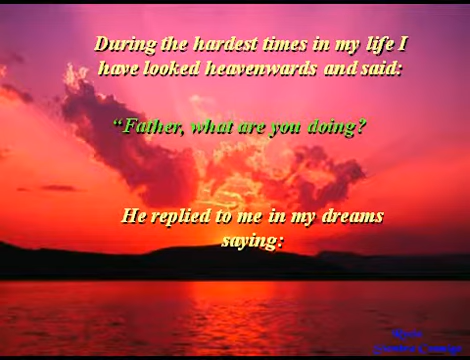 During the hardest times in my life I
have looked heavenwards and said:
“Father, what are you doing?
He replied to me in my dreams
saying: